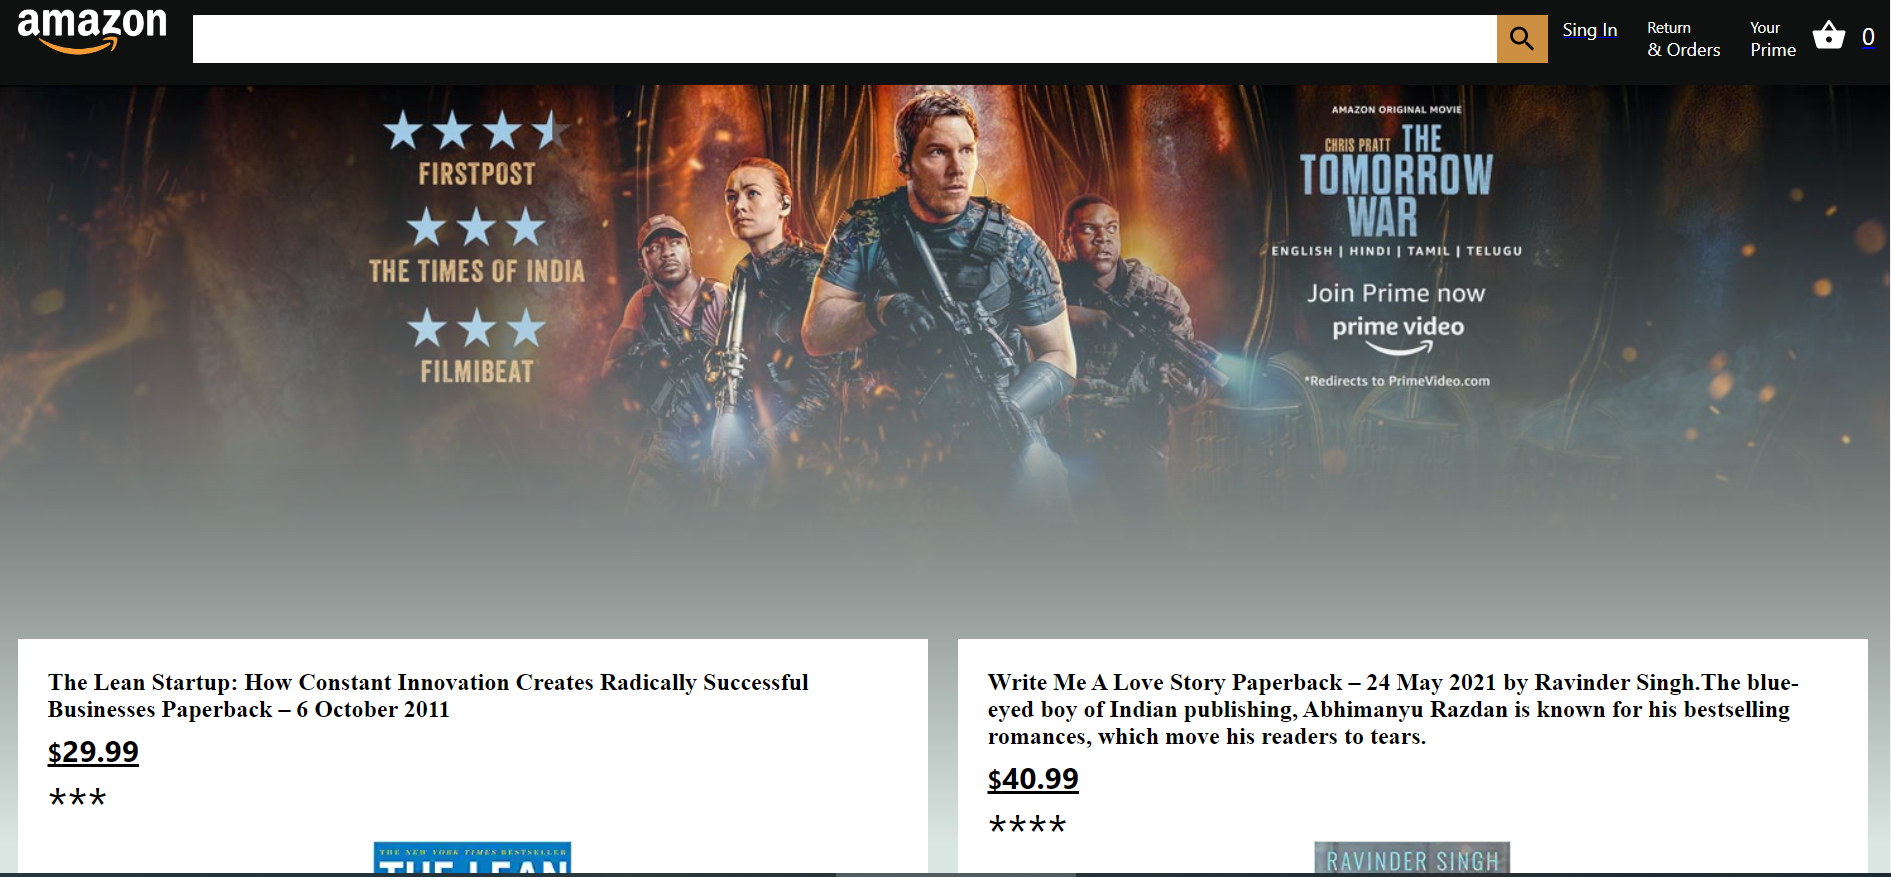 amazon
Sing In
Return
& Orders
Your
Prime
0
FIRSTPOST
THE TIMES OF INDIA
FILMIBEAT
AMAZON ORIGINAL MOVIE
CHRIS PRATT THE
TOMORROW
WAR
ENGLISH | HINDI | TAMIL | TELUGU
Join Prime now
prime video
*Redirects to PrimeVideo.com
The Lean Startup: How Constant Innovation Creates Radically Successful
Businesses Paperback – 6 October 2011
$29.99
***
THE NEW YORK TIMES BESTSELLER
THE LEAN
Write Me A Love Story Paperback – 24 May 2021 by Ravinder Singh.The blue-
eyed boy of Indian publishing, Abhimanyu Razdan is known for his bestselling
romances, which move his readers to tears.
$40.99
****
RAVINDER SINGH